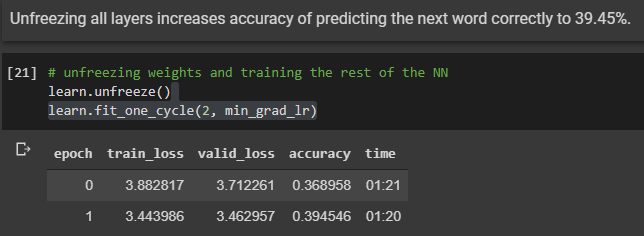 Unfreezing all layers increases accuracy of predicting the next word correctly to 39.45%.
[21] # unfreezing weights and training the rest of the NN
learn.unfreeze()
learn.fit_one_cycle(2, min_grad_lr)
epoch train_loss valid_loss accuracy time
0 3.882817 3.712261 0.368958 01:21
1 3.443986 3.462957 0.394546 01:20